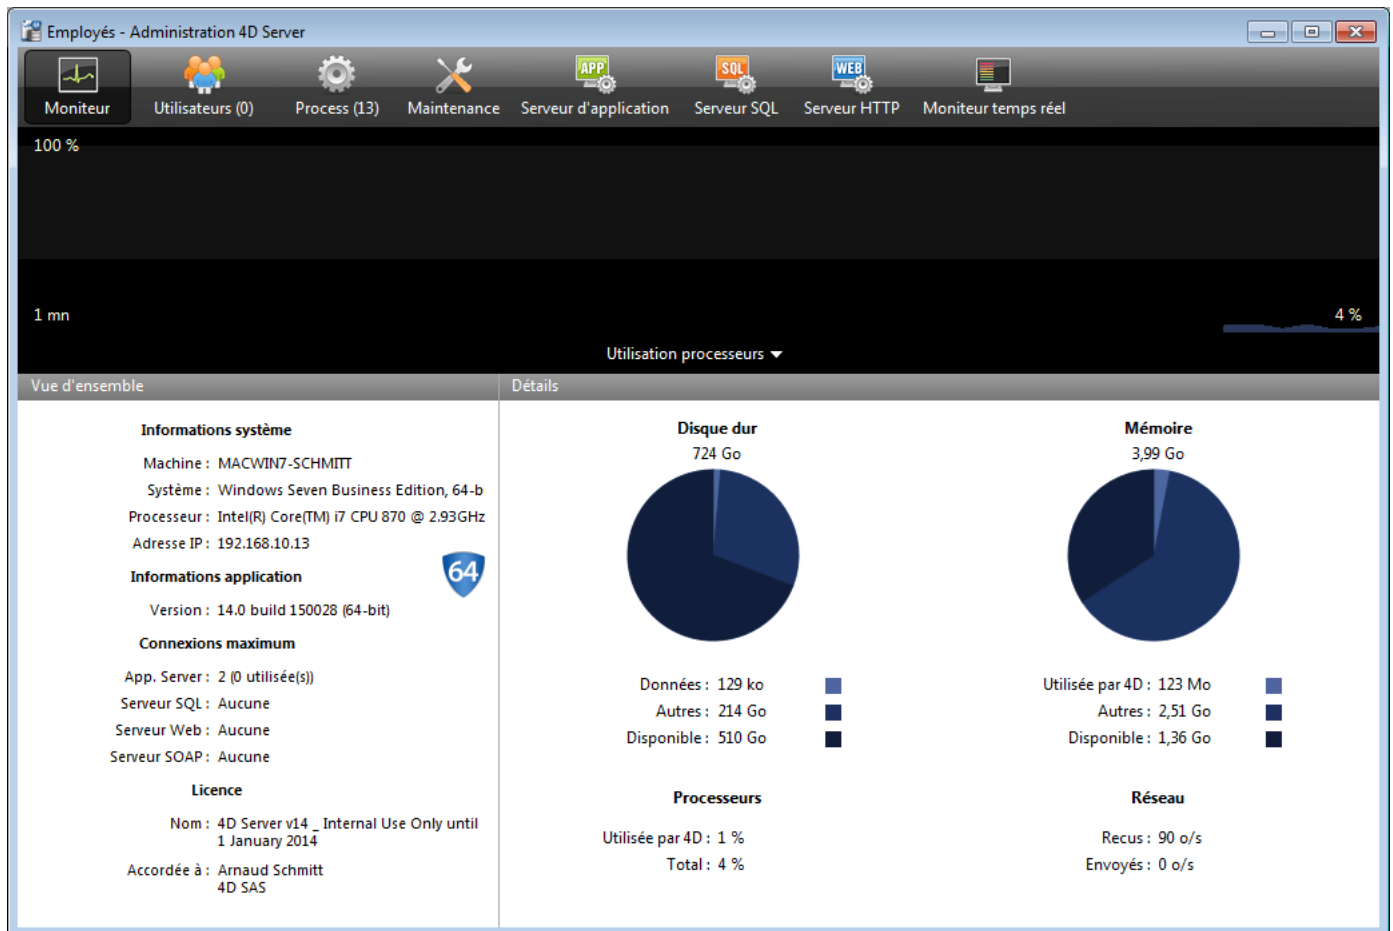 Employés - Administration 4D Server
Moniteur
Utilisateurs (0)
Process (13)
Maintenance
APP
Serveur d'application
SQL
Serveur SQL
WEB
Serveur HTTP
Moniteur temps réel
100 %
1 mn
4 %
Utilisation processeurs
Vue d'ensemble
Informations système
Machine : MACWIN7-SCHMITT
Système : Windows Seven Business Edition, 64-b
Processeur : Intel(R) Core(TM) i7 CPU 870 @ 2.93GHz
Adresse IP : 192.168.10.13
Informations application
64
Version : 14.0 build 150028 (64-bit)
Connexions maximum
App. Server : 2 (0 utilisée(s))
Serveur SQL : Aucune
Serveur Web : Aucune
Serveur SOAP : Aucune
Licence
Nom : 4D Server v14 _ Internal Use Only until
1 January 2014
Accordée à : Arnaud Schmitt
4D SAS
Détails
Disque dur
724 Go
Données : 129 ko
Autres : 214 Go
Disponible : 510 Go
Mémoire
3,99 Go
Utilisée par 4D : 123 Mo
Autres : 2,51 Go
Disponible : 1,36 Go
Processeurs
Utilisée par 4D : 1 %
Total : 4 %
Réseau
Recus : 90 o/s
Envoyés : 0 o/s